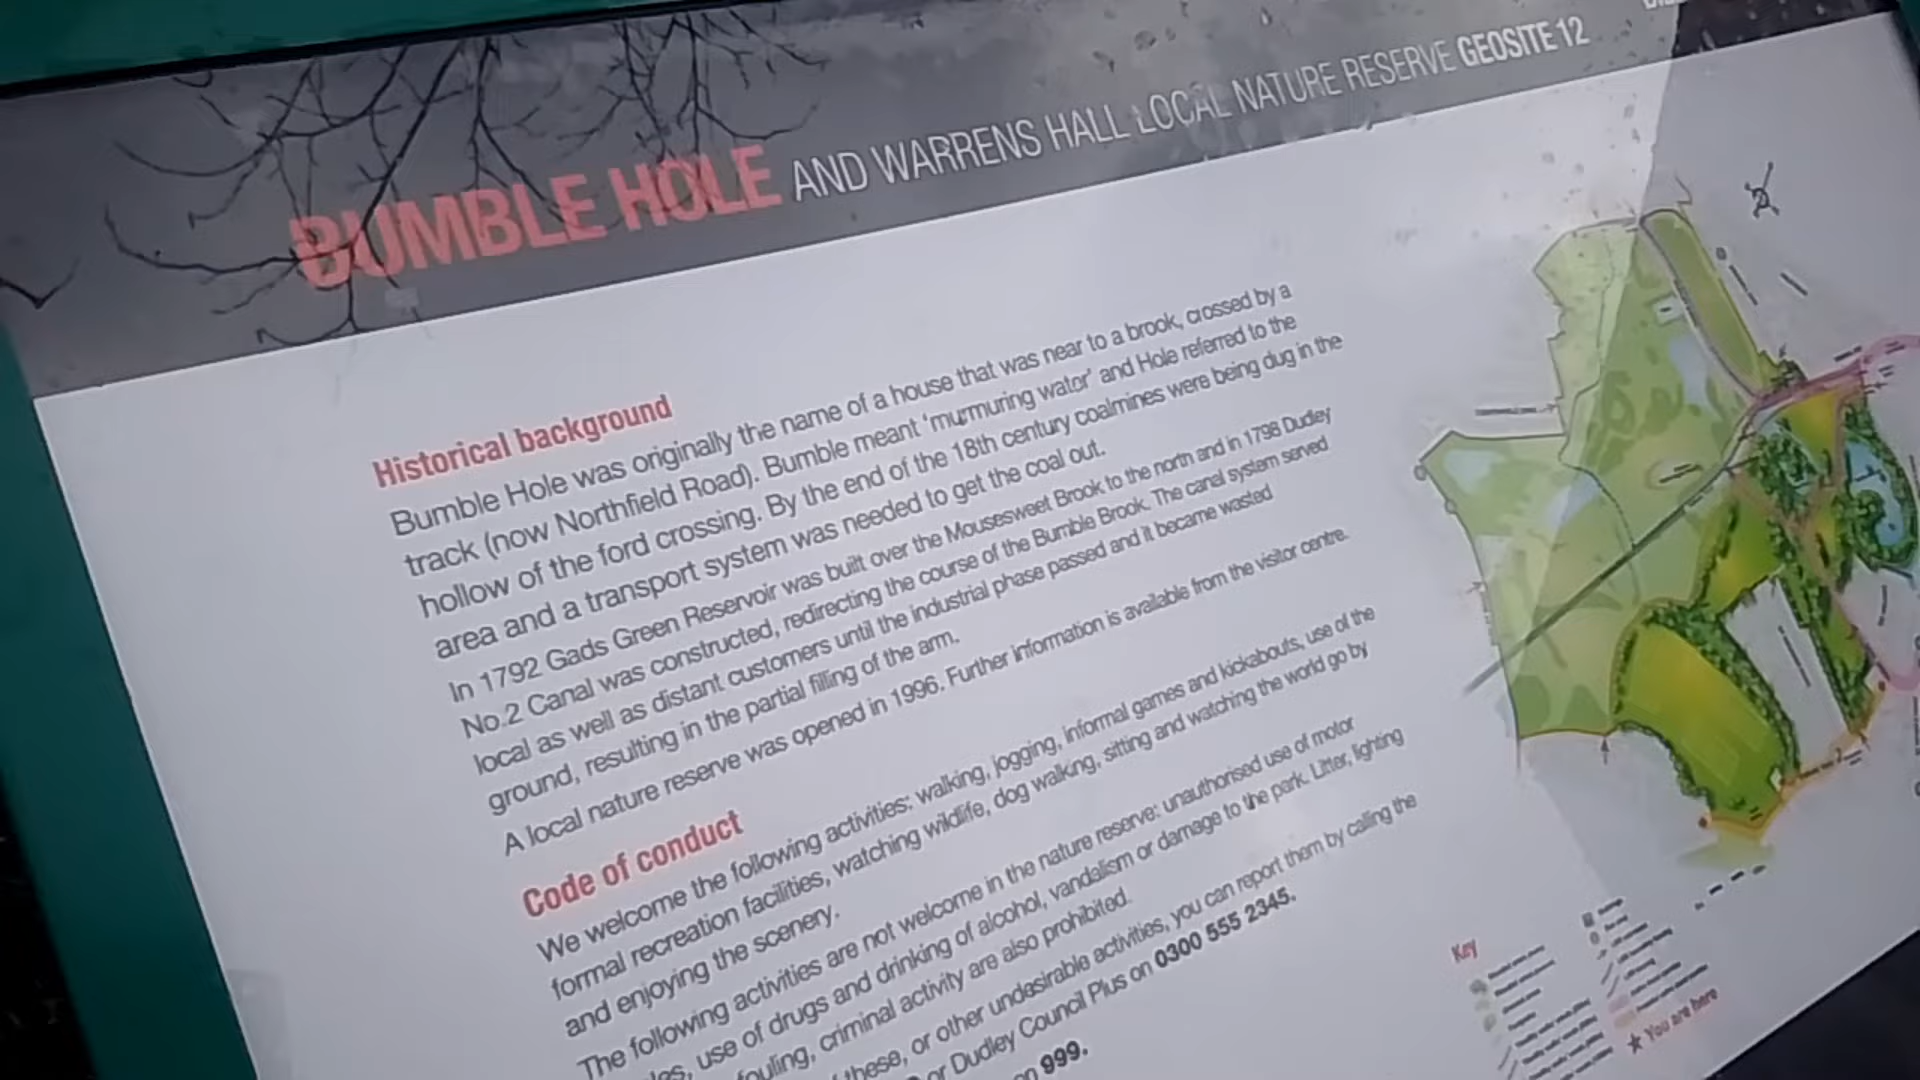 BUMBLE HOLE AND WARRENS HALL LOCAL NATURE RESERVE GEOSITE 12
Historical background
Bumble Hole was originally the name of a house that was near to a brook, crossed by a
track (now Northfield Road). Bumble meant 'murmuring water' and Hole referred to the
hollow of the ford crossing. By the end of the 18th century coalmines were being dug in the
area and a transport system was needed to get the coal out.
In 1792 Gads Green Reservoir was built over the Mousesweet Brook to the north and in 1798 Dudley
No.2 Canal was constructed, redirecting the course of the Bumble Brook. The canal system served
local as well as distant customers until the industrial phase passed and it became wasted
ground, resulting in the partial filling of the arm.
A local nature reserve was opened in 1996. Further information is available from the visitor centre.
Code of conduct
We welcome the following activities: walking, jogging, informal games and kickabouts, use of the
formal recreation facilities, watching wildlife, dog walking, sitting and watching the world go by
and enjoying the scenery.
The following activities are not welcome in the nature reserve: unauthorised use of motor
use of drugs and drinking of alcohol, vandalism or damage to the park. Litter, lighting
fouling, criminal activity are also prohibited.
these, or other undesirable activities, you can report them by calling the
or Dudley Council Plus on 0300 555 2345.
on 999.
Key
You are here